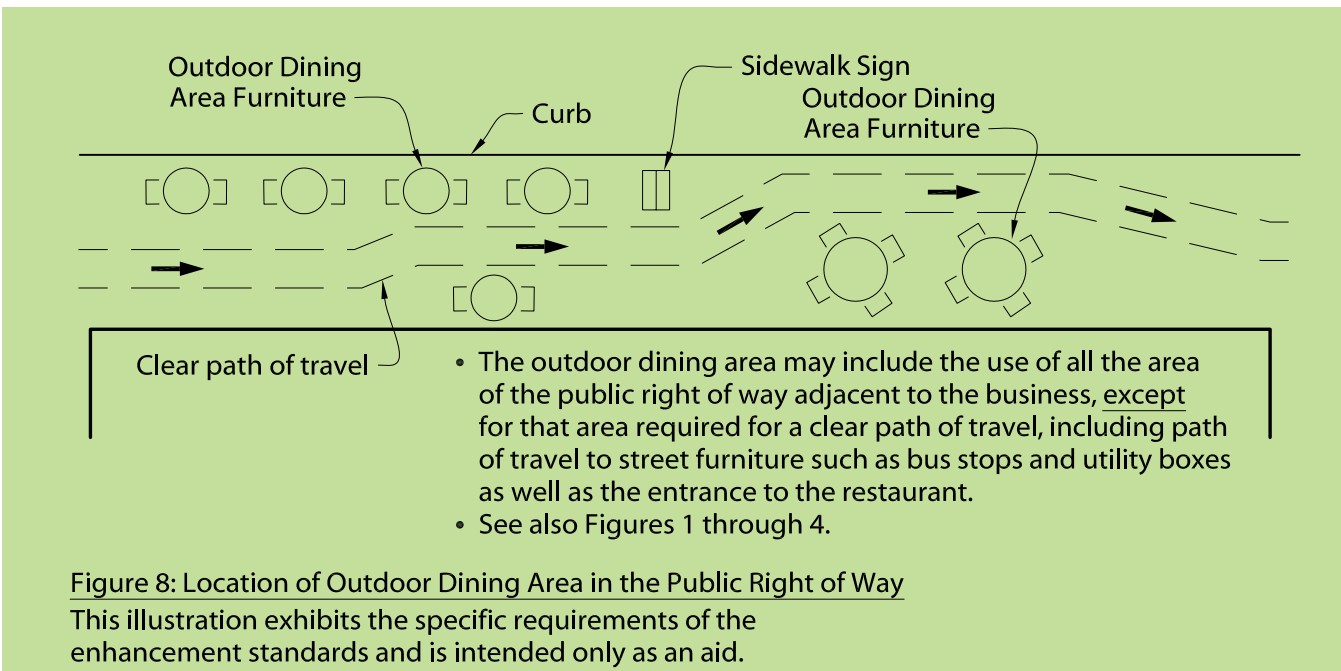 Outdoor Dining
Area Furniture
Curb
Sidewalk Sign
Outdoor Dining
Area Furniture
Clear path of travel
• The outdoor dining area may include the use of all the area
of the public right of way adjacent to the business, except
for that area required for a clear path of travel, including path
of travel to street furniture such as bus stops and utility boxes
as well as the entrance to the restaurant.
• See also Figures 1 through 4.
Figure 8: Location of Outdoor Dining Area in the Public Right of Way
This illustration exhibits the specific requirements of the
enhancement standards and is intended only as an aid.